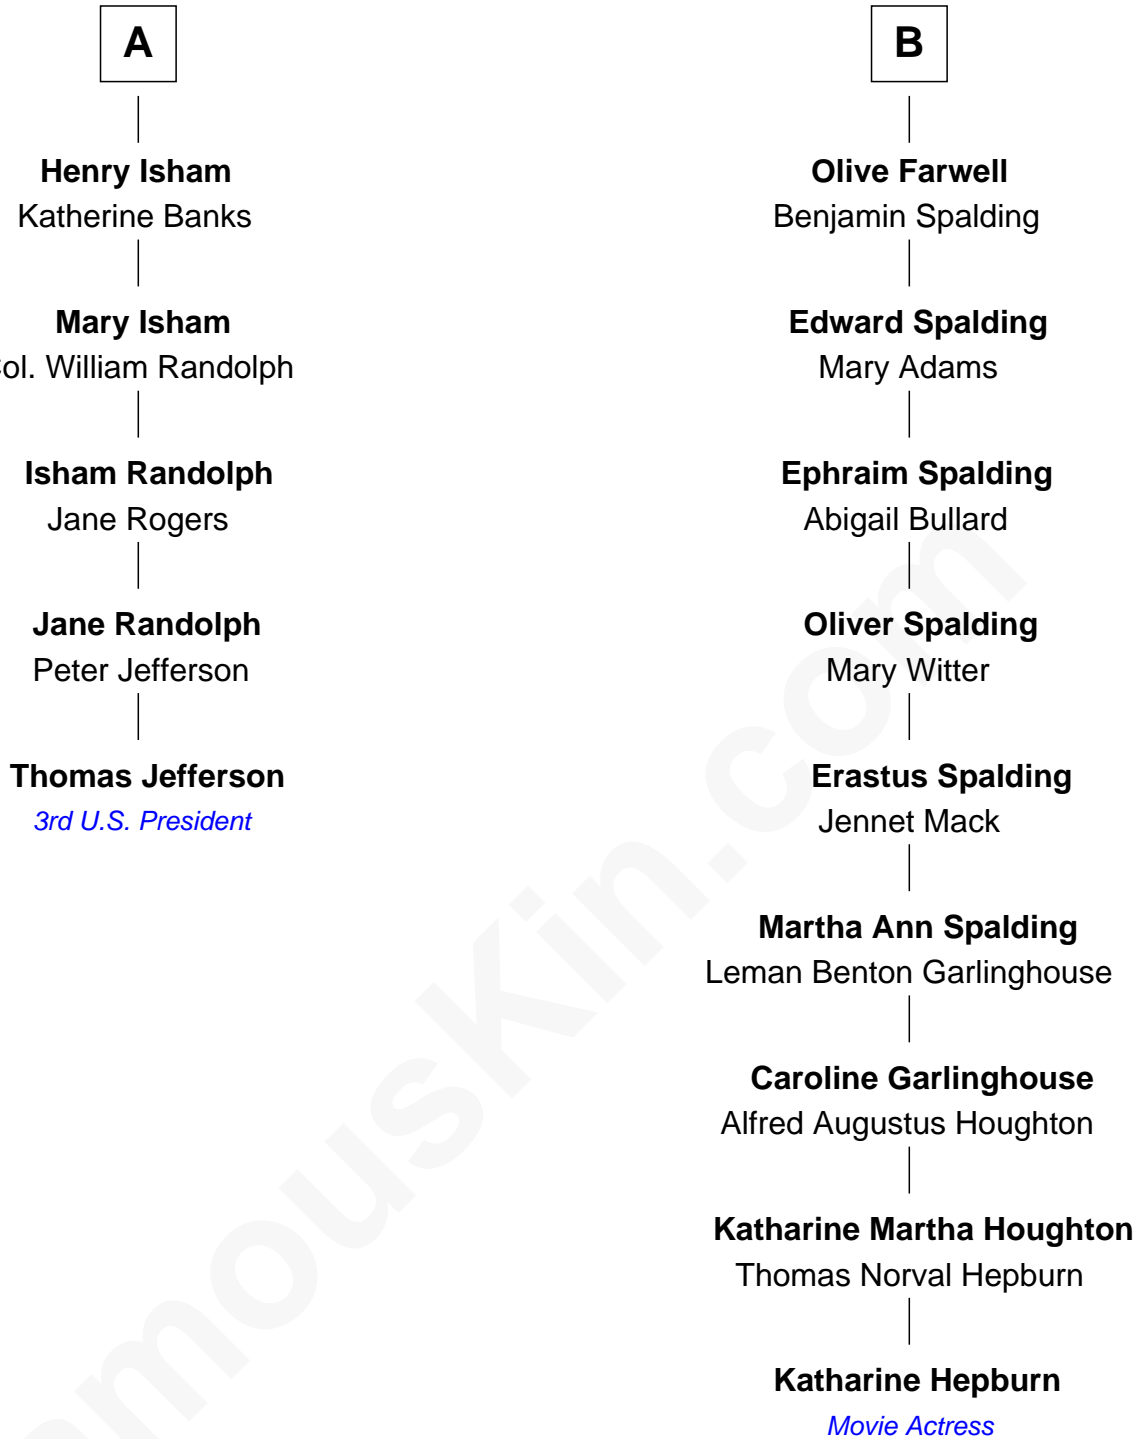 A
Henry Isham
Katherine Banks
Mary Isham
William Randolph
Isham Randolph
Jane Rogers
Jane Randolph
Peter Jefferson
Thomas Jefferson
3rd U.S. President
B
Olive Farwell
Benjamin Spalding
Edward Spalding
Mary Adams
Ephraim Spalding
Abigail Bullard
Oliver Spalding
Mary Witter
Erastus Spalding
Jennet Mack
Martha Ann Spalding
Leman Benton Garlinghouse
Caroline Garlinghouse
Alfred Augustus Houghton
Katharine Martha Houghton
Thomas Norval Hepburn
Katharine Hepburn
Movie Actress